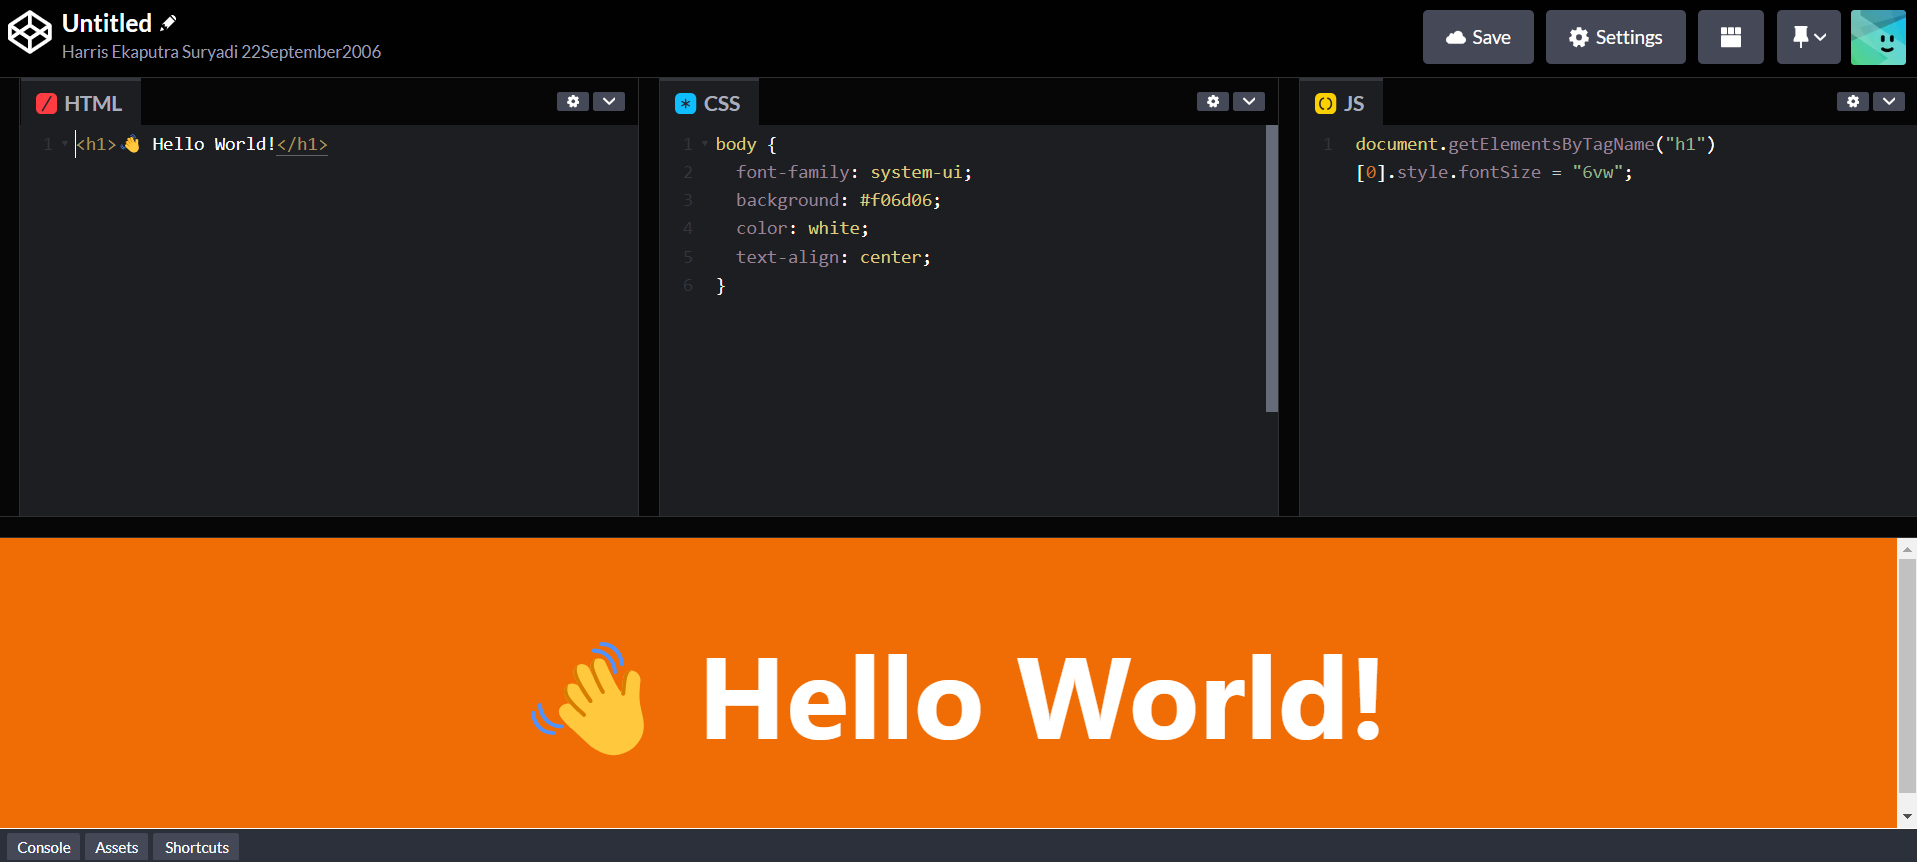 Untitled
Harris Ekaputra Suryadi 22September2006
Save
Settings
HTML
1 <h1>👋 Hello World!</h1>
CSS
1 body {
2 font-family: system-ui;
3 background: #f06d06;
4 color: white;
5 text-align: center;
6 }
JS
1 document.getElementsByTagName("h1")
[0].style.fontSize = "6vw";
👋 Hello World!
Console
Assets
Shortcuts